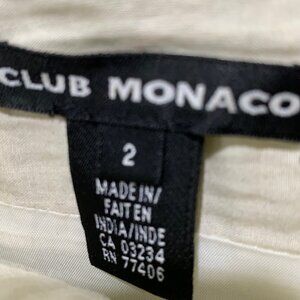 CLUB MONACO
2
MADE IN/
FAIT EN
INDIA/INDE
CA 03234
RN 77406